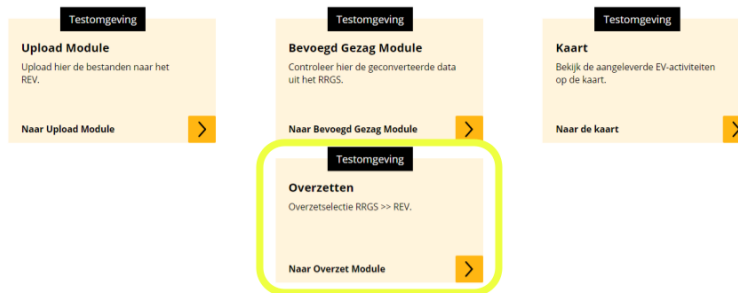 Testomgeving
Upload Module
Upload hier de bestanden naar het
REV.
Naar Upload Module
Testomgeving
Bevoegd Gezag Module
Controleer hier de geconverteerde data
uit het RRGS.
Naar Bevoegd Gezag Module
Testomgeving
Kaart
Bekijk de aangeleverde EV-activiteiten
op de kaart.
Naar de kaart
Testomgeving
Overzetten
Overzetselectie RRGS >> REV.
Naar Overzet Module